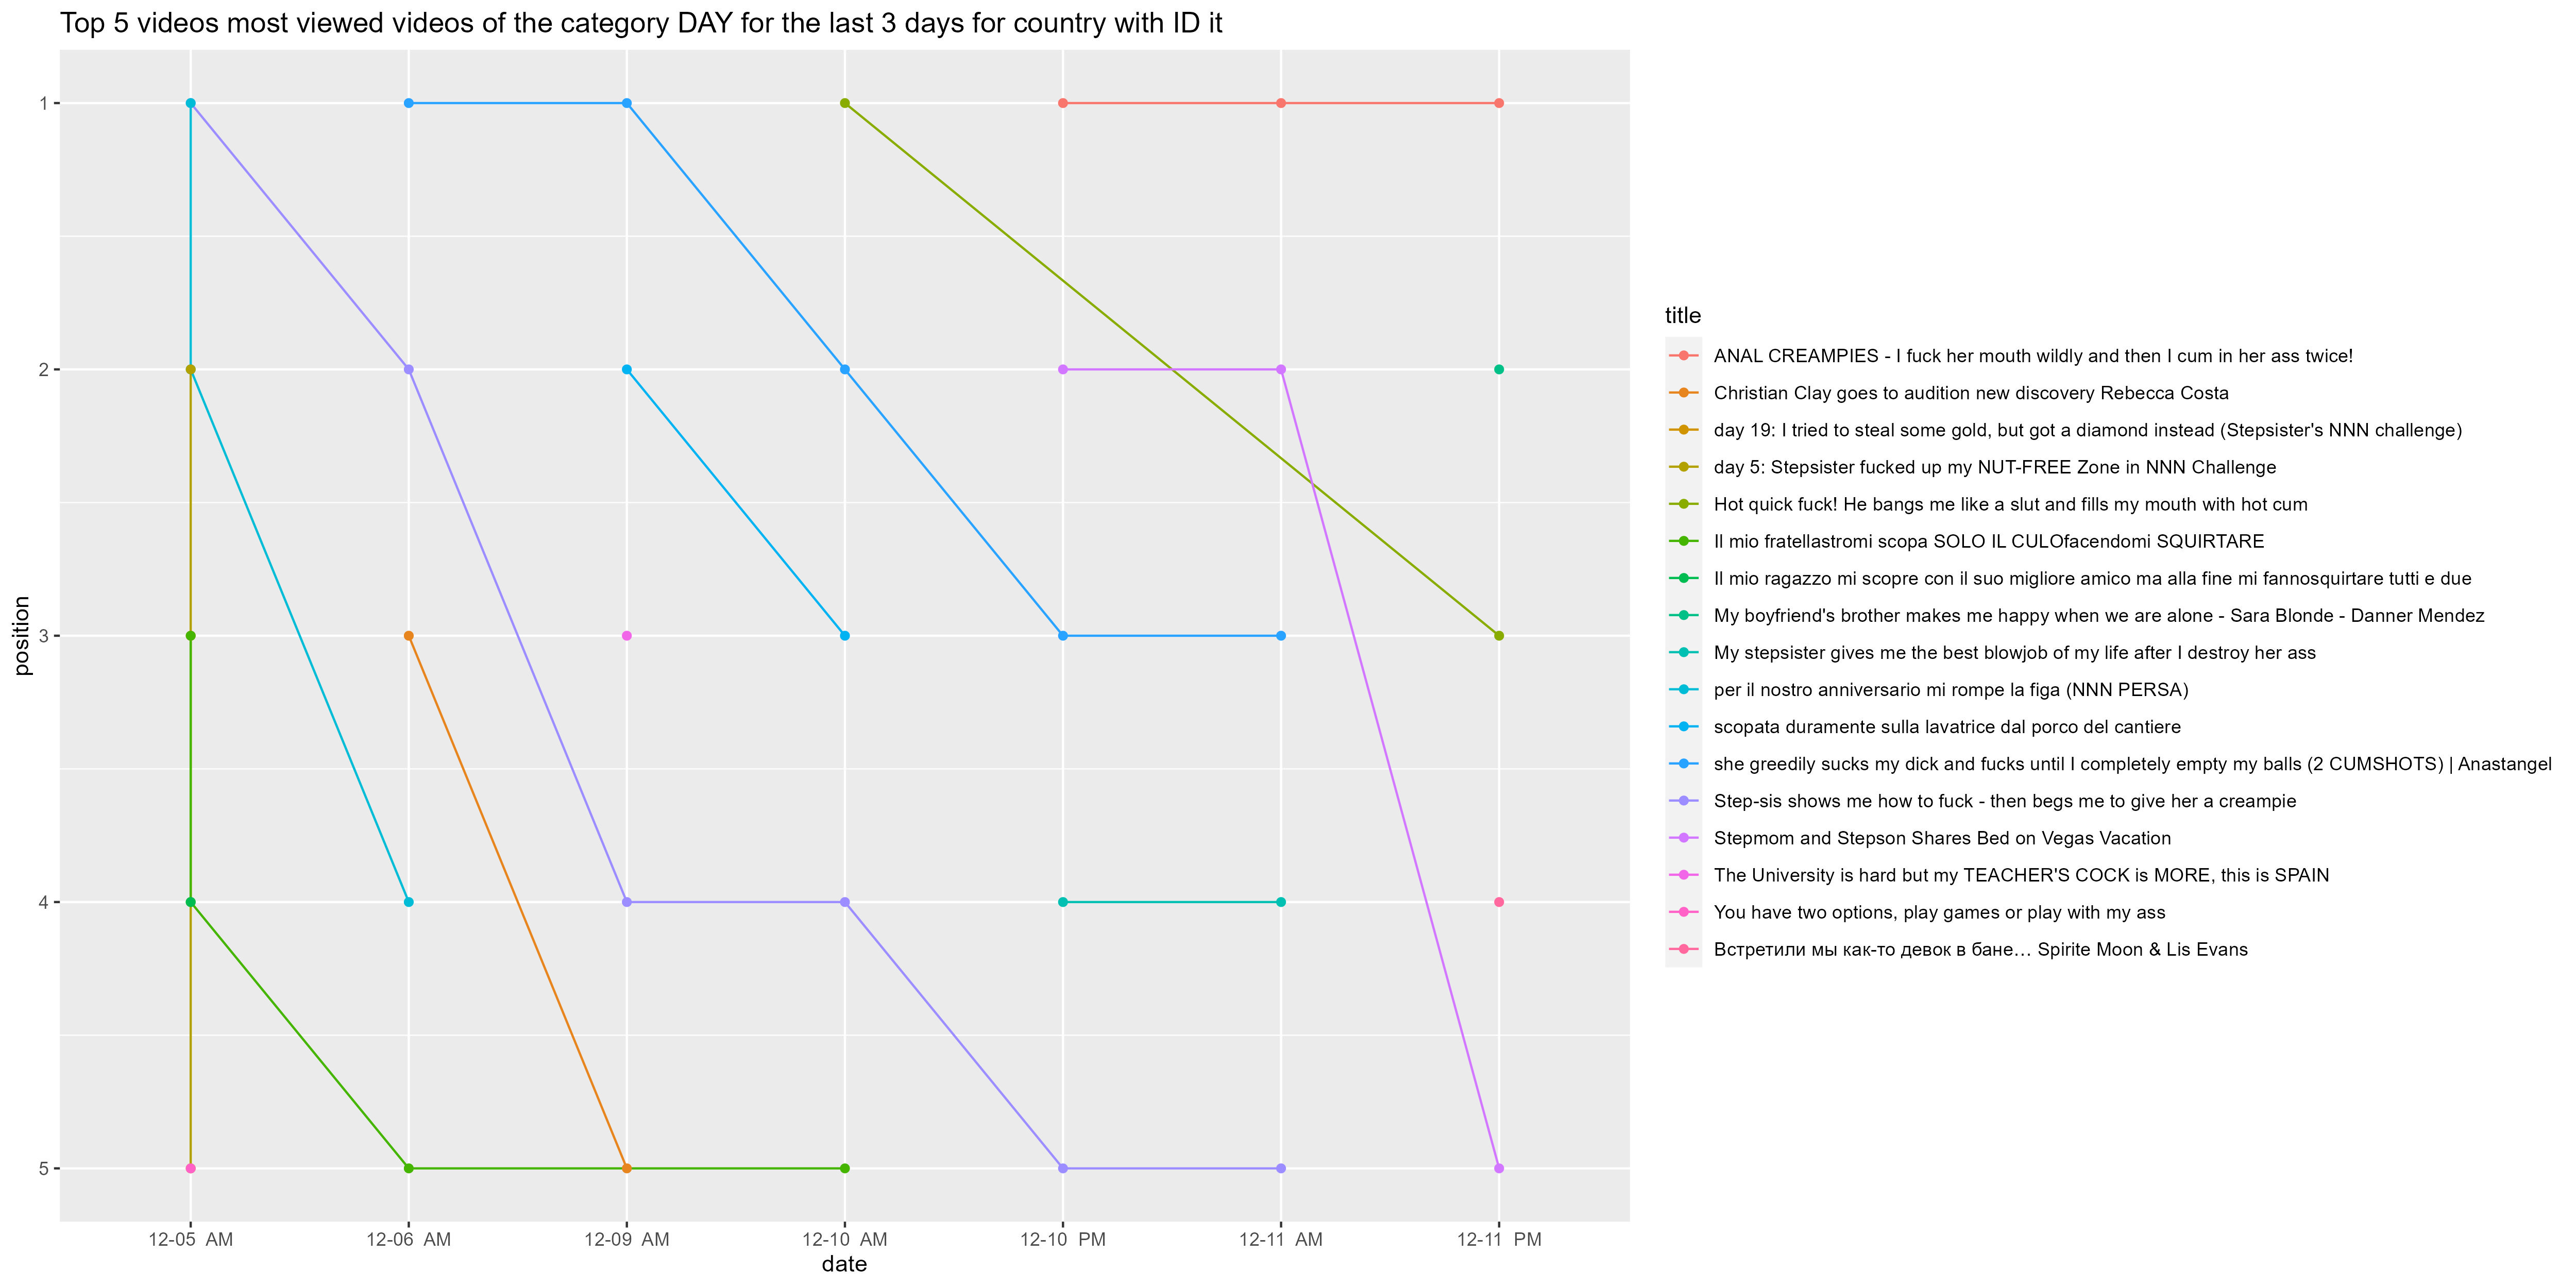 Top 5 videos most viewed videos of the category DAY for the last 3 days for country with ID it
position
1
2
3
4
5
12-05 AM
12-06 AM
12-09 AM
12-10 AM
12-10 PM
12-11 AM
12-11 PM
date
title
ANAL CREAMPIES - I fuck her mouth wildly and then I cum in her ass twice!
Christian Clay goes to audition new discovery Rebecca Costa
day 19: I tried to steal some gold, but got a diamond instead (Stepsister's NNN challenge)
day 5: Stepsister fucked up my NUT-FREE Zone in NNN Challenge
Hot quick fuck! He bangs me like a slut and fills my mouth with hot cum
Il mio fratellastromi scopa SOLO IL CULOfacendomi SQUIRTARE
Il mio ragazzo mi scopre con il suo migliore amico ma alla fine mi fannosquirtare tutti e due
My boyfriend's brother makes me happy when we are alone - Sara Blonde - Danner Mendez
My stepsister gives me the best blowjob of my life after I destroy her ass
per il nostro anniversario mi rompe la figa (NNN PERSA)
scopata duramente sulla lavatrice dal porco del cantiere
she greedily sucks my dick and fucks until I completely empty my balls (2 CUMSHOTS) | Anastangel
Step-sis shows me how to fuck - then begs me to give her a creampie
Stepmom and Stepson Shares Bed on Vegas Vacation
The University is hard but my TEACHER'S COCK is MORE, this is SPAIN
You have two options, play games or play with my ass
Встретили мы как-то девок в бане… Spirite Moon & Lis Evans